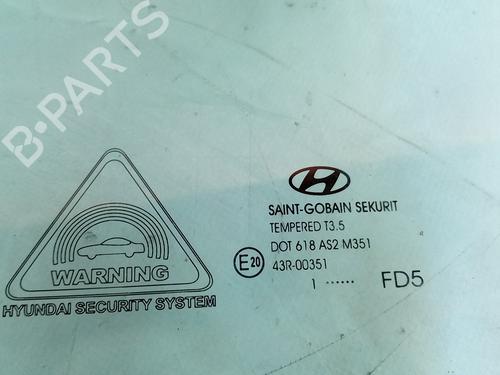 B-PARTS
SAINT-GOBAIN SEKURIT
TEMPERED T3.5
DOT 618 AS2 M351
E20 43R-00351
1 ...... FD5
WARNING
HYUNDAI SECURITY SYSTEM